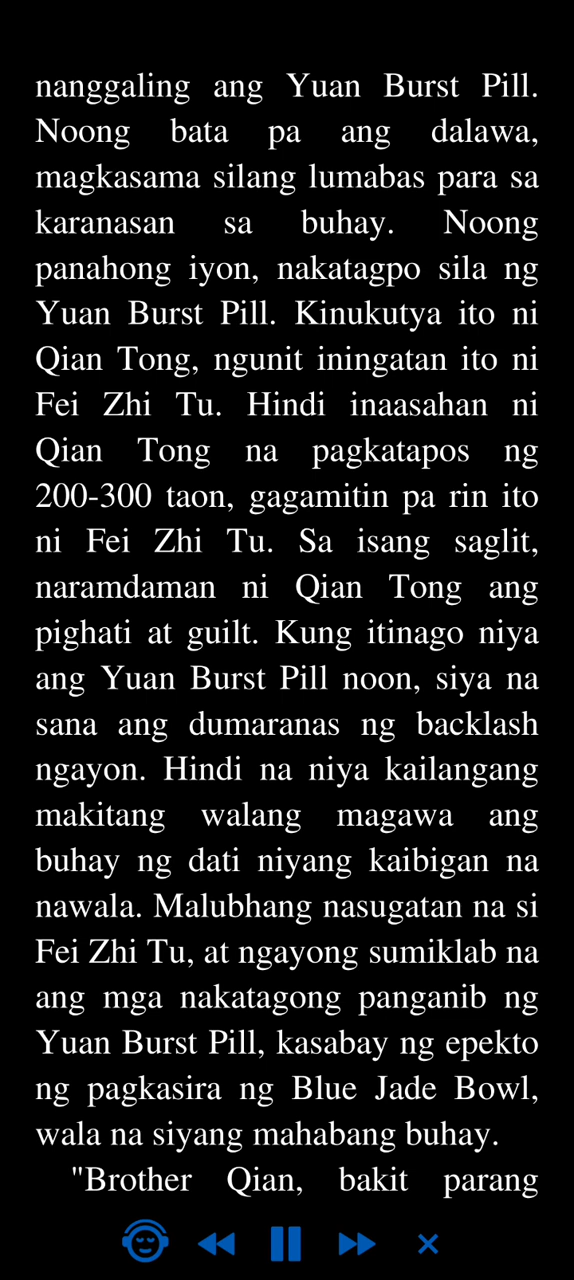 nanggaling ang Yuan Burst Pill.
Noong bata pa ang dalawa,
magkasama silang lumabas para sa
karanasan sa buhay. Noong
panahong iyon, nakatagpo sila ng
Yuan Burst Pill. Kinukutya ito ni
Qian Tong, ngunit iningatan ito ni
Fei Zhi Tu. Hindi inaasahan ni
Qian Tong na pagkatapos ng
200-300 taon, gagamitin pa rin ito
ni Fei Zhi Tu. Sa isang saglit,
naramdaman ni Qian Tong ang
pighati at guilt. Kung itinago niya
ang Yuan Burst Pill noon, siya na
sana ang dumaranas ng backlash
ngayon. Hindi na niya kailangang
makitang walang magawa ang
buhay ng dati niyang kaibigan na
nawala. Malubhang nasugatan na si
Fei Zhi Tu, at ngayong sumiklab na
ang mga nakatagong panganib ng
Yuan Burst Pill, kasabay ng epekto
ng pagkasira ng Blue Jade Bowl,
wala na siyang mahabang buhay.
"Brother Qian, bakit parang